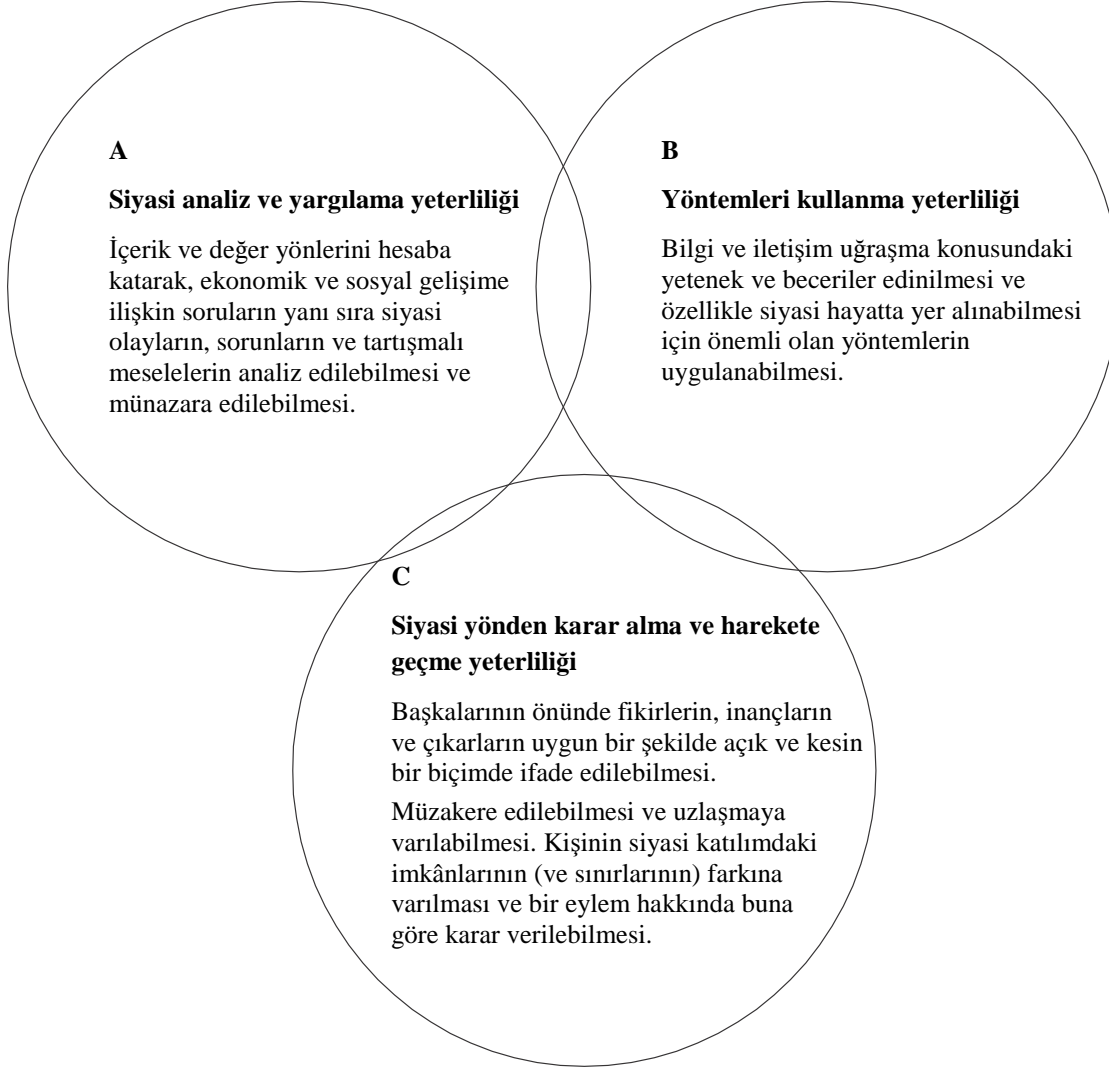 A
Siyasi analiz ve yargılama yeterliliği
İçerik ve değer yönlerini hesaba
katarak, ekonomik ve sosyal gelişime
ilişkin soruların yanı sıra siyasi
olayların, sorunların ve tartışmalı
meselelerin analiz edilebilmesi ve
münazara edilebilmesi.
B
Yöntemleri kullanma yeterliliği
Bilgi ve iletişim uğraşma konusundaki
yetenek ve beceriler edinilmesi ve
özellikle siyasi hayatta yer alınabilmesi
için önemli olan yöntemlerin
uygulanabilmesi.
C
Siyasi yönden karar alma ve harekete
geçme yeterliliği
Başkalarının önünde fikirlerin, inançların
ve çıkarların uygun bir şekilde açık ve kesin
bir biçimde ifade edilebilmesi.
Müzakere edilebilmesi ve uzlaşmaya
varılabilmesi. Kişinin siyasi katılımdaki
imkânlarının (ve sınırlarının) farkına
varılması ve bir eylem hakkında buna
göre karar verilebilmesi.